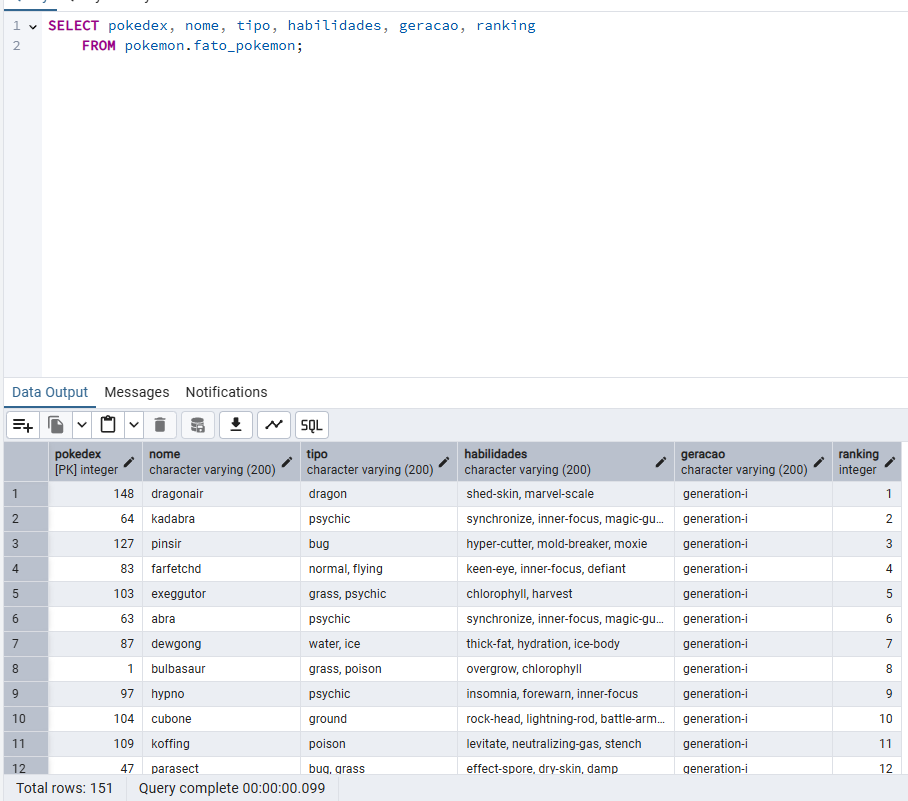 1 SELECT pokedex, nome, tipo, habilidades, geracao, ranking
2 FROM pokemon.fato_pokemon;
Data Output Messages Notifications
SQL
pokedex nome tipo habilidades geracao ranking
[PK] integer character varying (200) character varying (200) character varying (200) character varying (200) integer
1 148 dragonair dragon shed-skin, marvel-scale generation-i 1
2 64 kadabra psychic synchronize, inner-focus, magic-gu... generation-i 2
3 127 pinsir bug hyper-cutter, mold-breaker, moxie generation-i 3
4 83 farfetchd normal, flying keen-eye, inner-focus, defiant generation-i 4
5 103 exeggutor grass, psychic chlorophyll, harvest generation-i 5
6 63 abra psychic synchronize, inner-focus, magic-gu... generation-i 6
7 87 dewgong water, ice thick-fat, hydration, ice-body generation-i 7
8 1 bulbasaur grass, poison overgrow, chlorophyll generation-i 8
9 97 hypno psychic insomnia, forewarn, inner-focus generation-i 9
10 104 cubone ground rock-head, lightning-rod, battle-arm... generation-i 10
11 109 koffing poison levitate, neutralizing-gas, stench generation-i 11
12 47 parasect bug, grass effect-spore, dry-skin, damp generation-i 12
Total rows: 151 Query complete 00:00:00.099